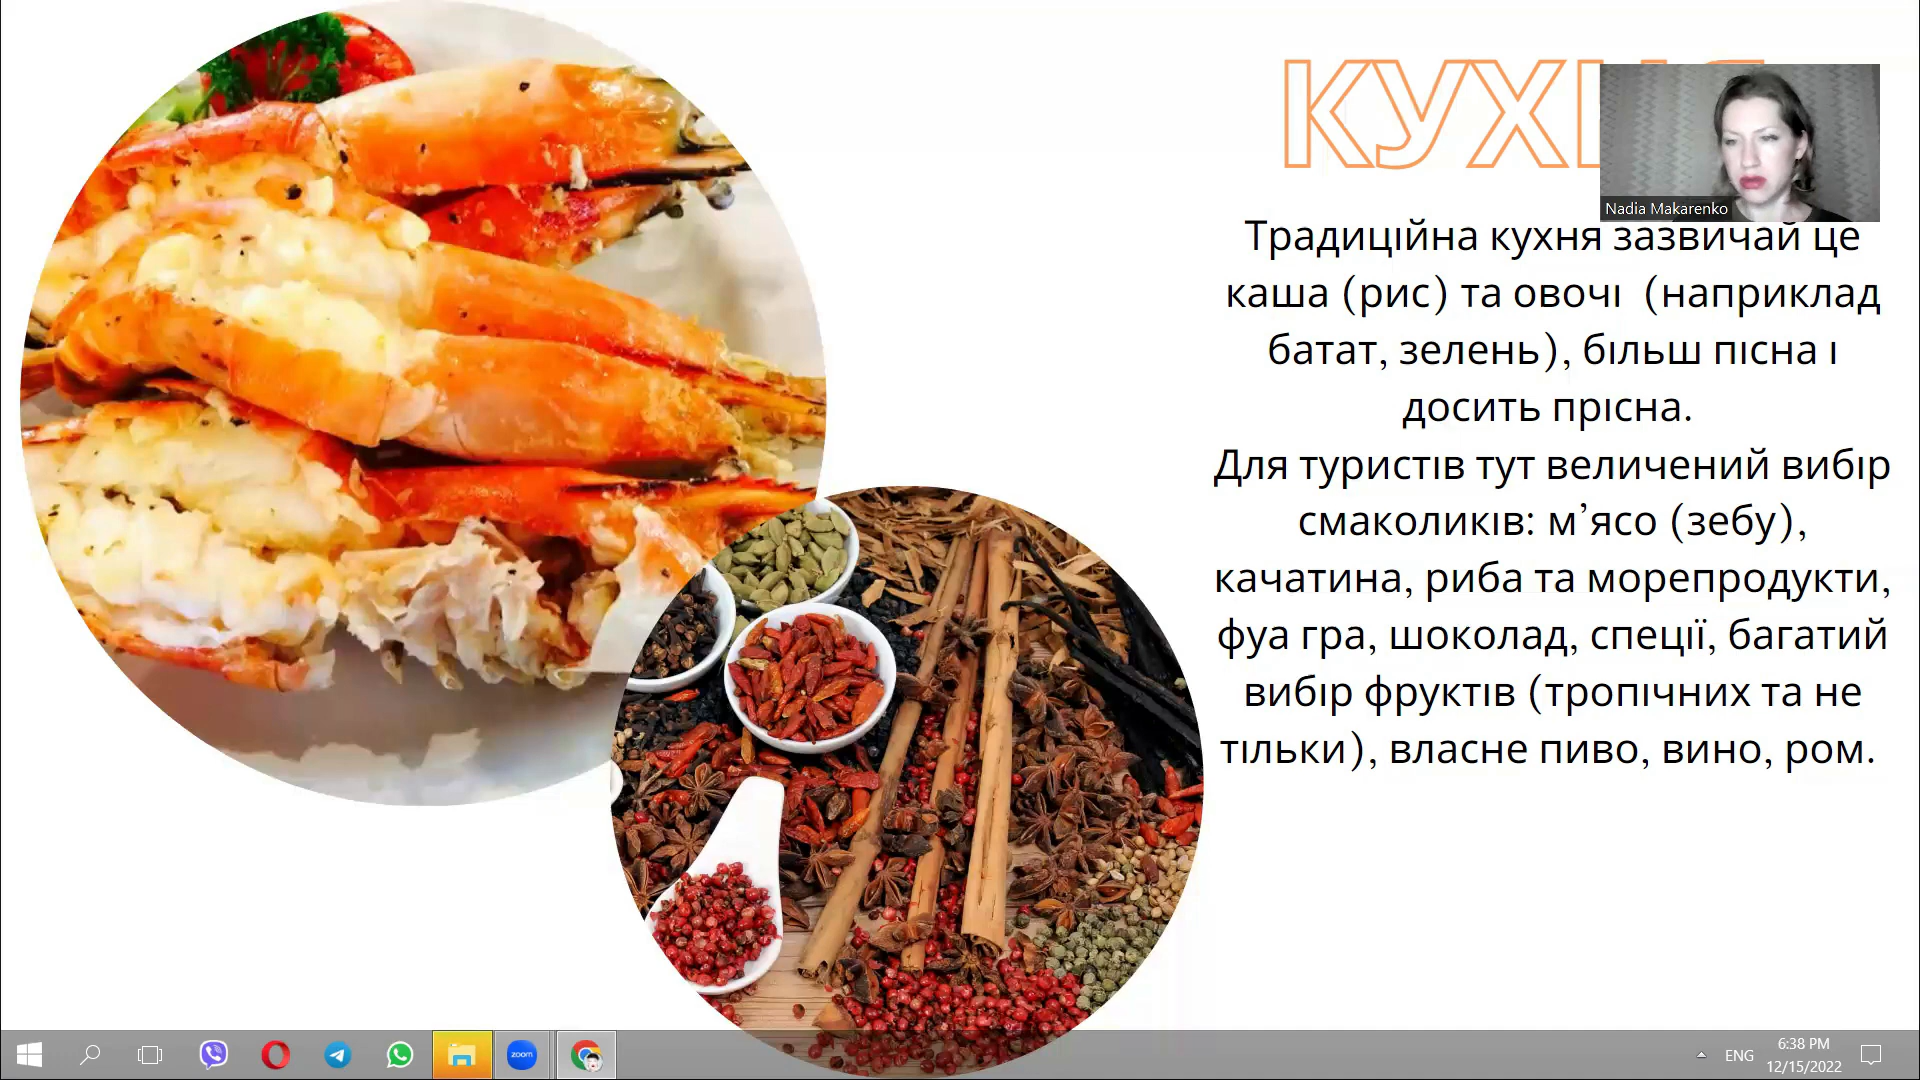 КУХ
Nadia Makarenko
Традиційна кухня зазвичай це
каша (рис) та овочі (наприклад
батат, зелень), більш пісна і
досить прісна.
Для туристів тут величений вибір
смаколиків: м’ясо (зебу),
качатина, риба та морепродукти,
фуа гра, шоколад, спеції, багатий
вибір фруктів (тропічних та не
тільки), власне пиво, вино, ром.
zoom
ENG
6:38 PM
12/15/2022